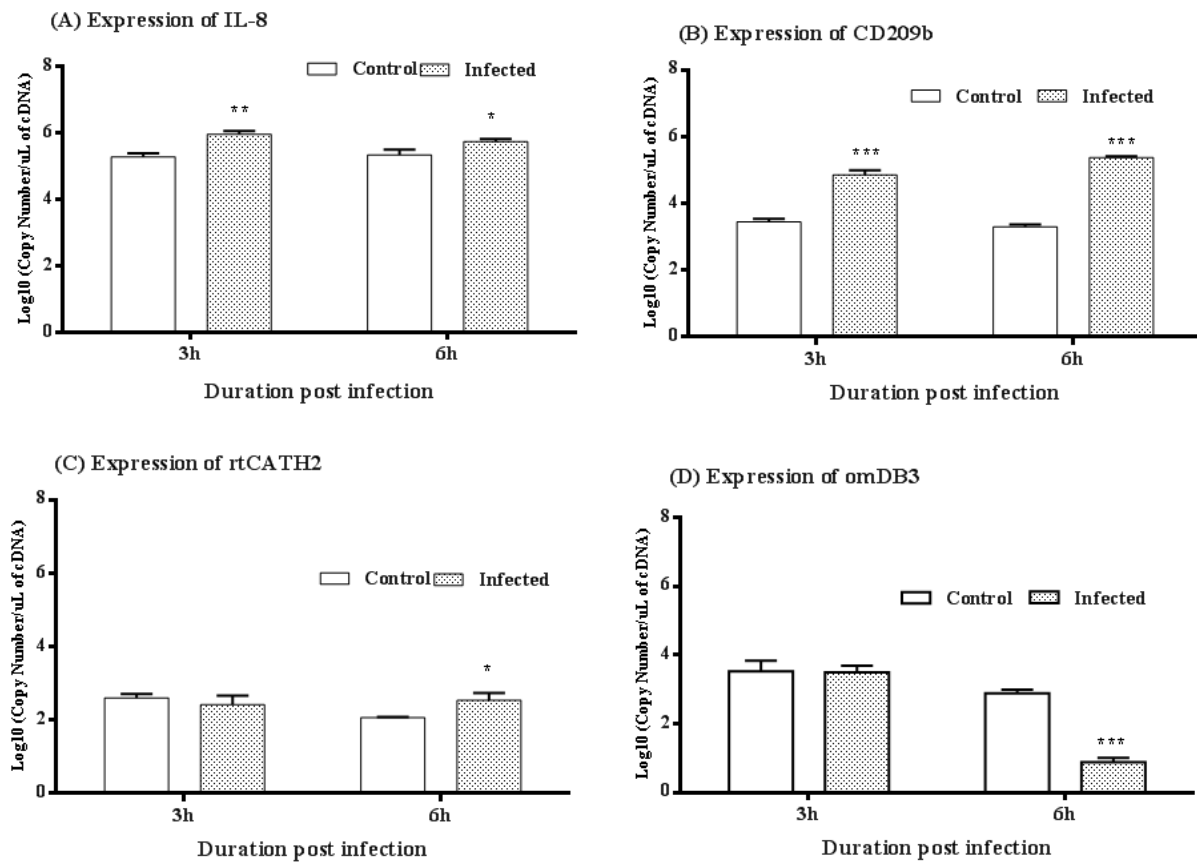 (A) Expression of IL-8
Log10 (Copy Number/uL of cDNA)
8
6
4
2
0
Control Infected
**
*
3h 6h
Duration post infection
(B) Expression of CD209b
Log10 (Copy Number/uL of cDNA)
8
6
4
2
0
Control Infected
***
***
3h 6h
Duration post infection
(C) Expression of rtCATH2
Log10 (Copy Number/uL of cDNA)
8
6
4
2
0
Control Infected
*
3h 6h
Duration post infection
(D) Expression of omDB3
Log10 (Copy Number/uL of cDNA)
8
6
4
2
0
Control Infected
***
3h 6h
Duration post infection